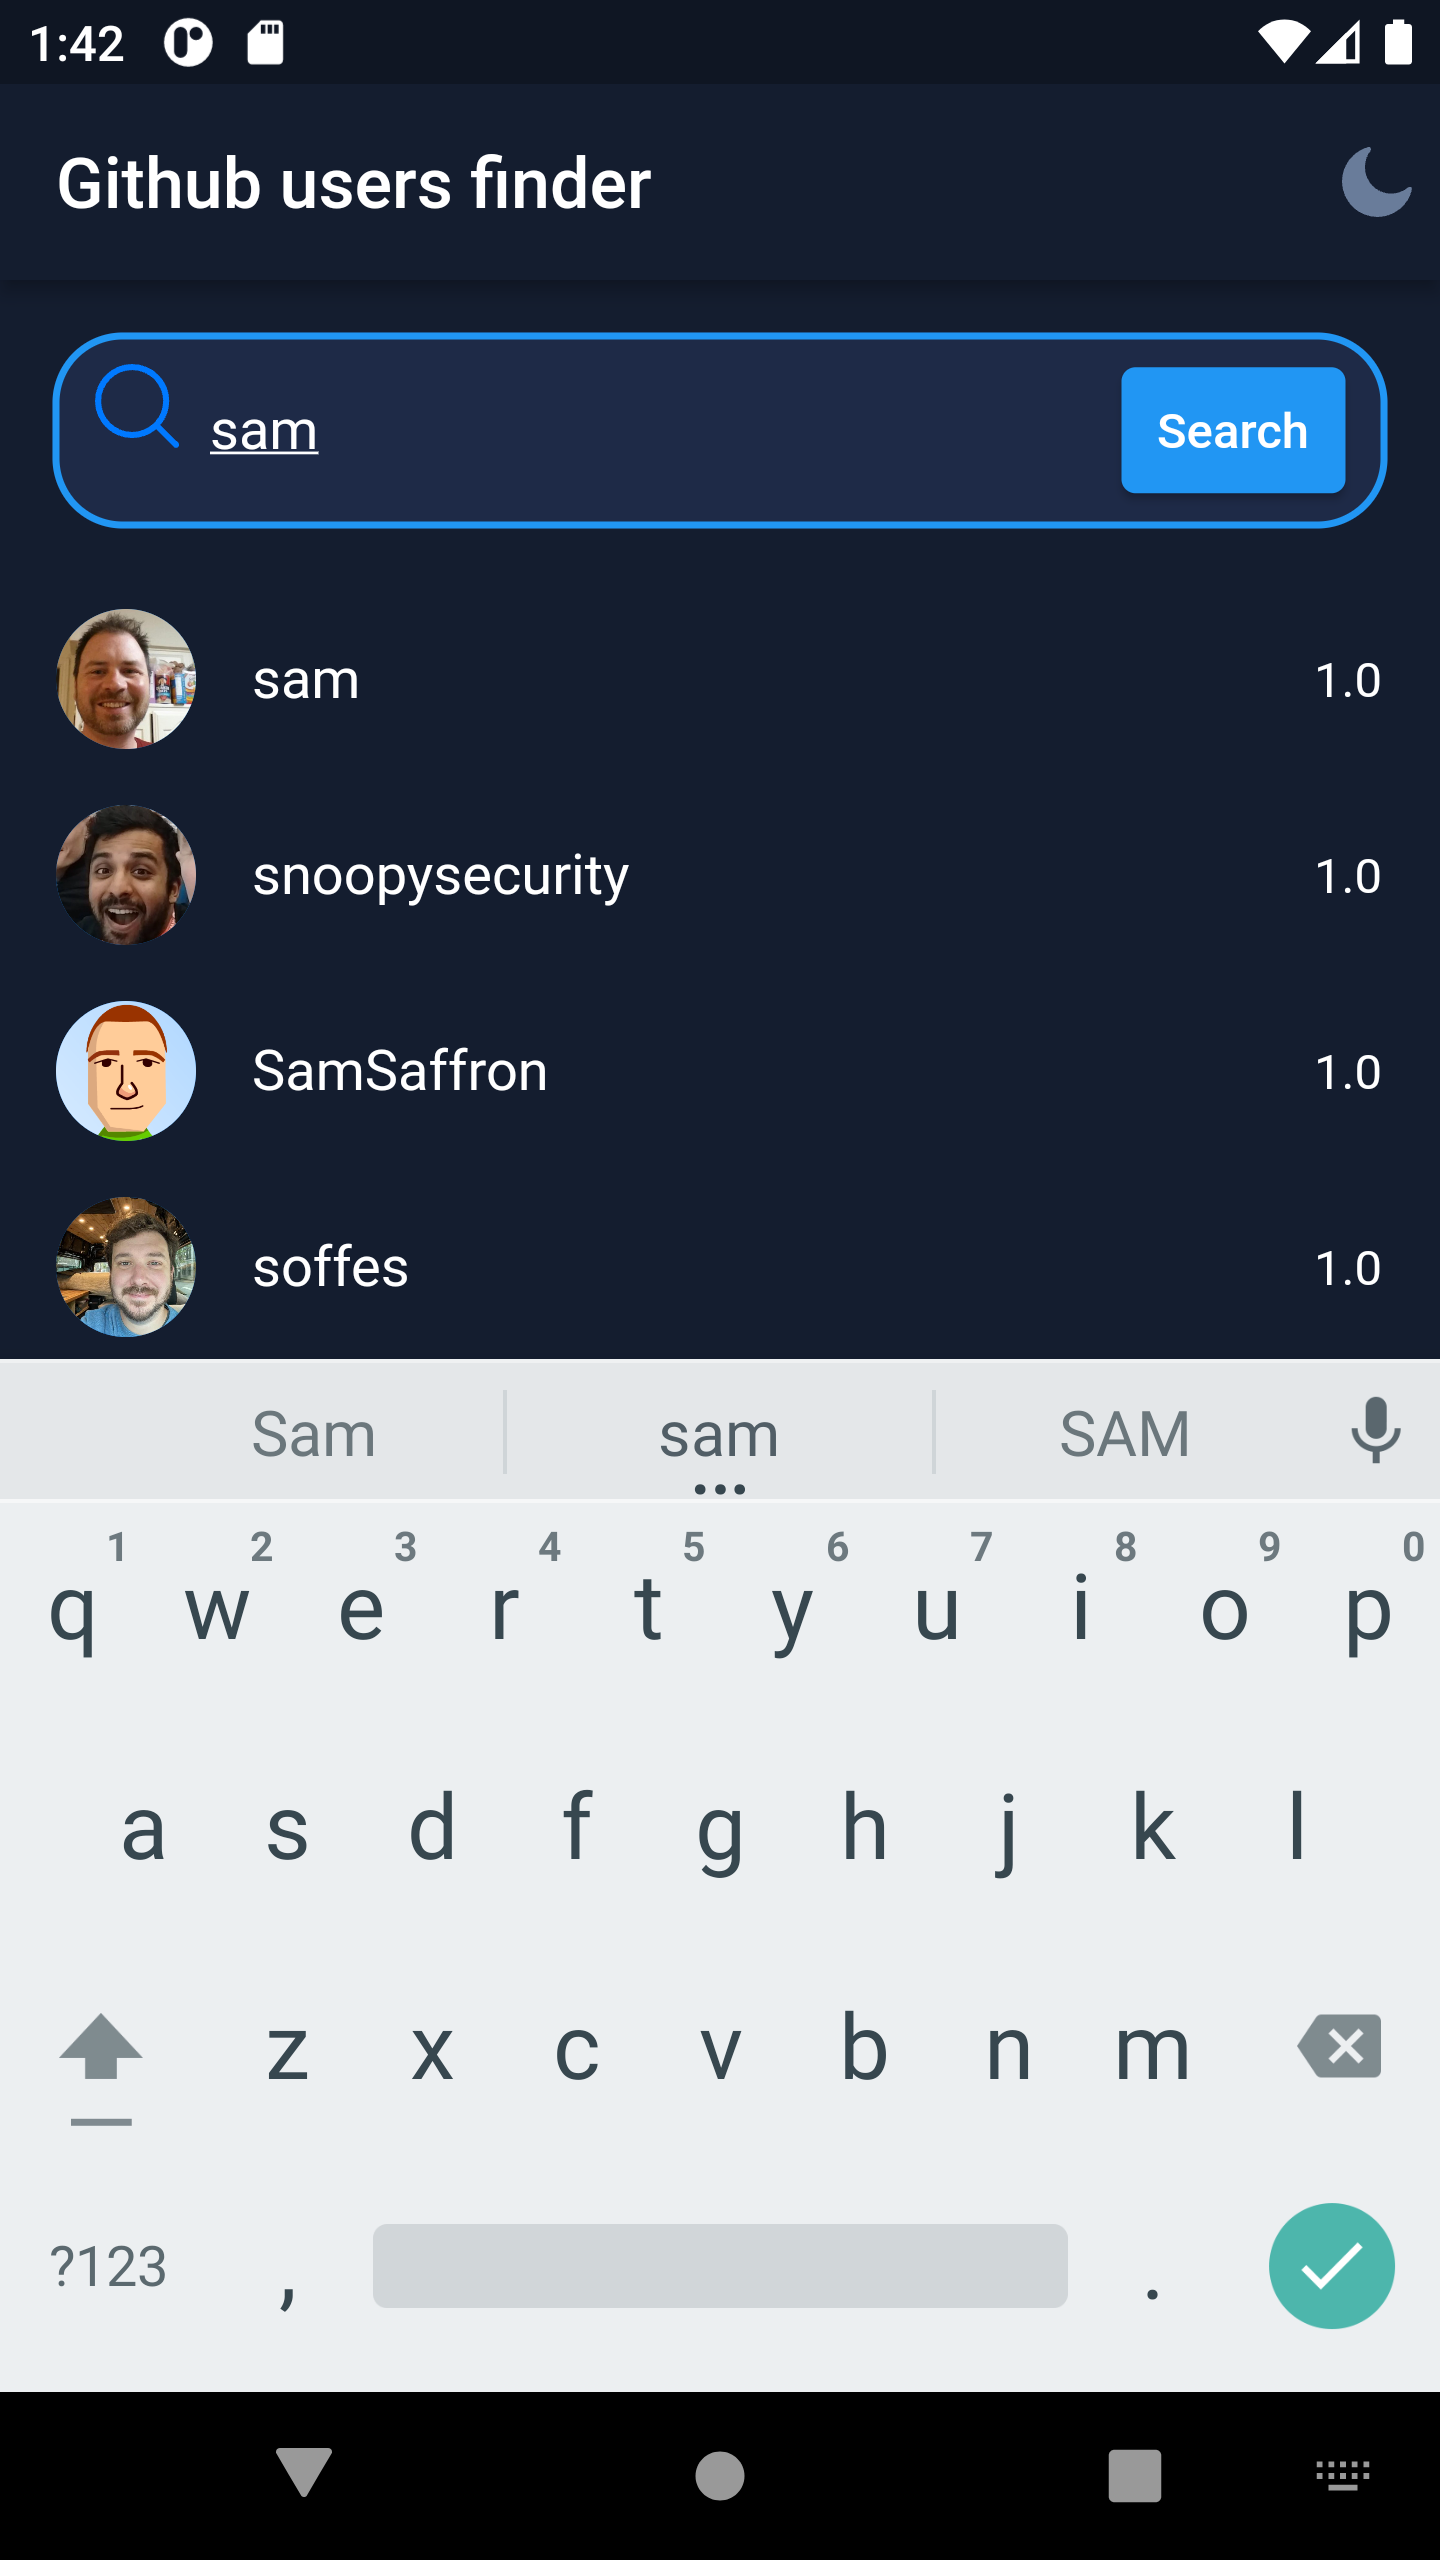 1:42
Github users finder
sam
Search
sam 1.0
snoopysecurity 1.0
SamSaffron 1.0
soffes 1.0
Sam sam SAM
1 2 3 4 5 6 7 8 9 0
q w e r t y u i o p
a s d f g h j k l
z x c v b n m
?123 , .